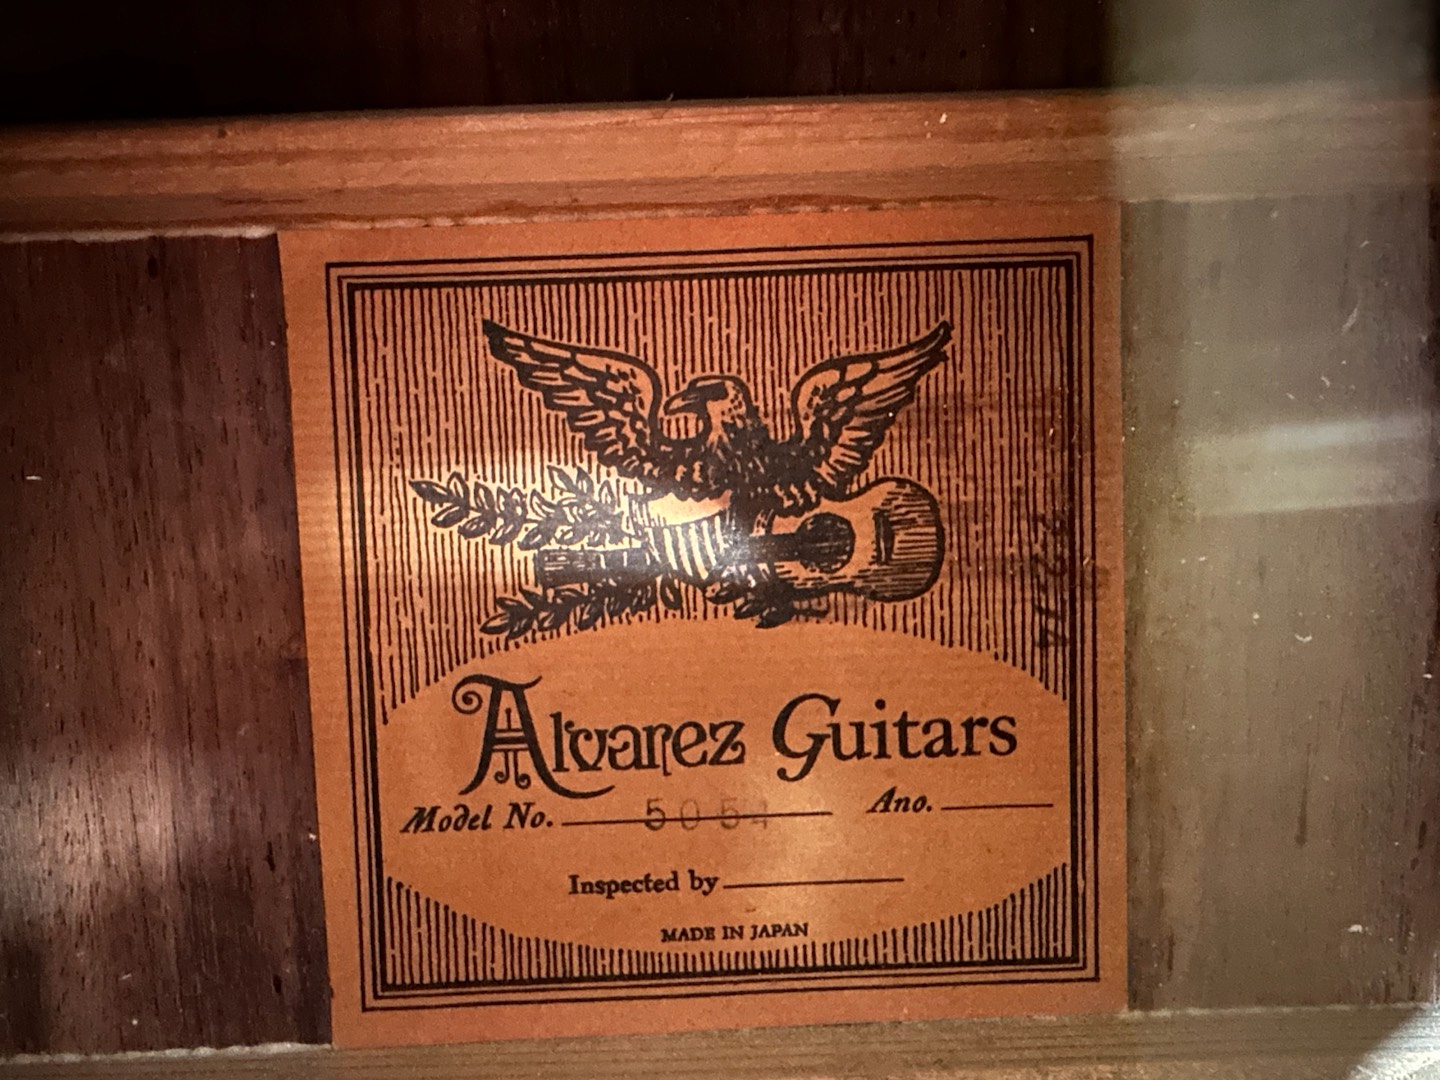 Alvarez Guitars
Model No. 5054 Ano.
Inspected by
MADE IN JAPAN